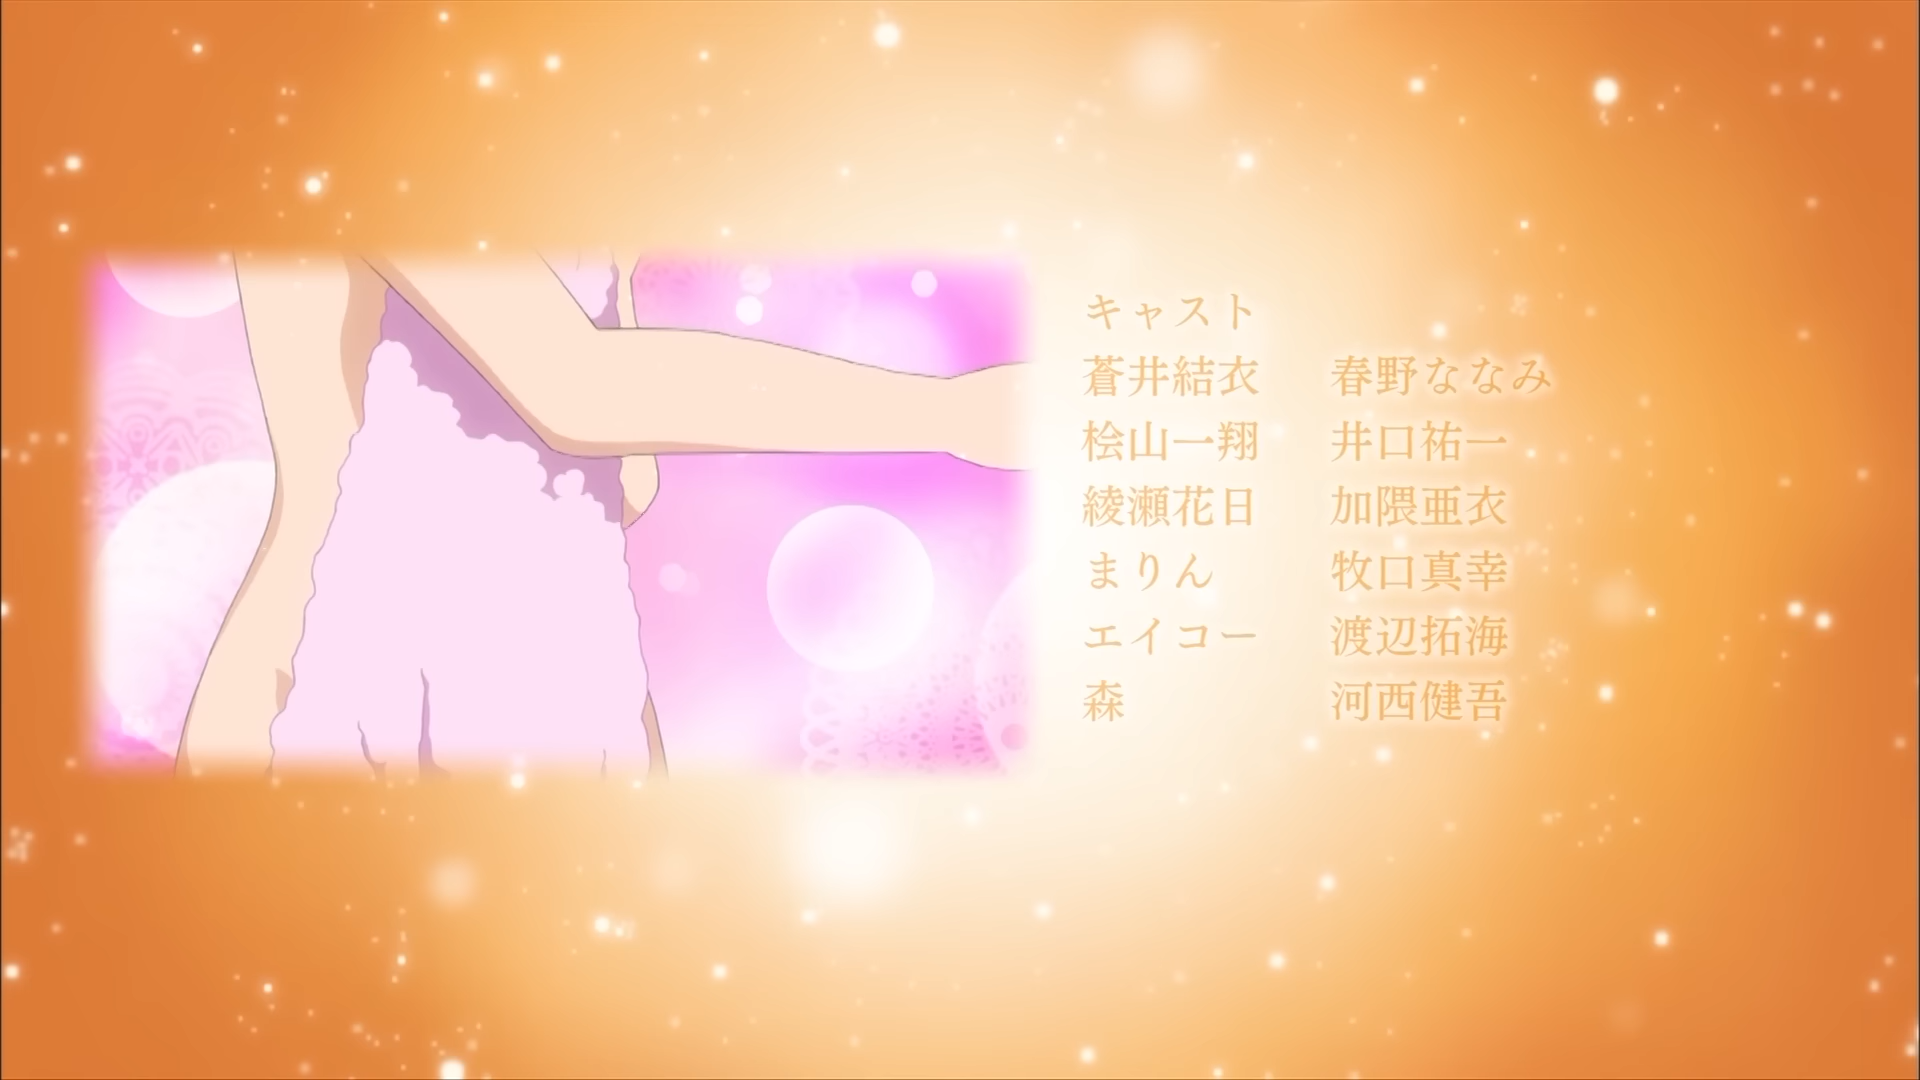 キャスト
蒼井結衣 春野ななみ
桧山一翔 井口祐一
綾瀬花日 加隈亜衣
まりん 牧口真幸
エイコー 渡辺拓海
森 河西健吾